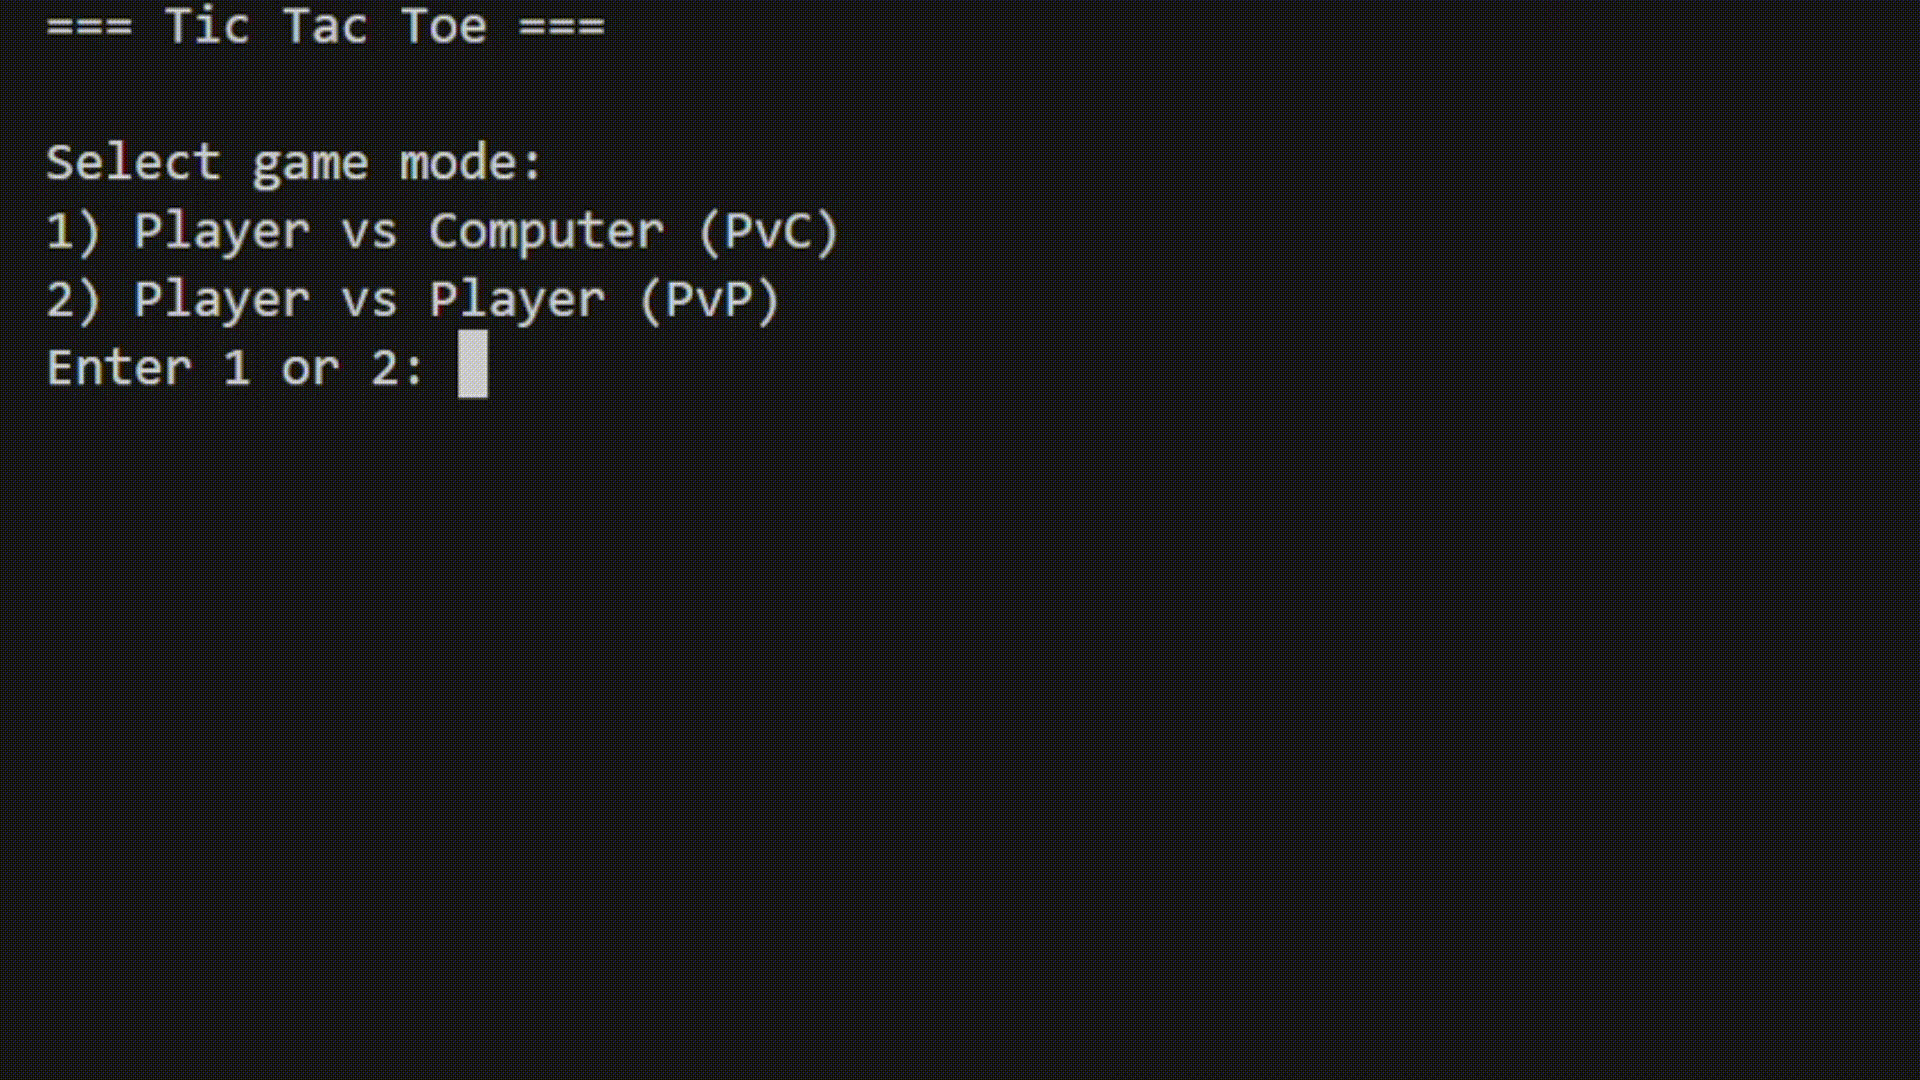 === Tic Tac Toe ===
Select game mode:
1) Player vs Computer (PvC)
2) Player vs Player (PvP)
Enter 1 or 2: